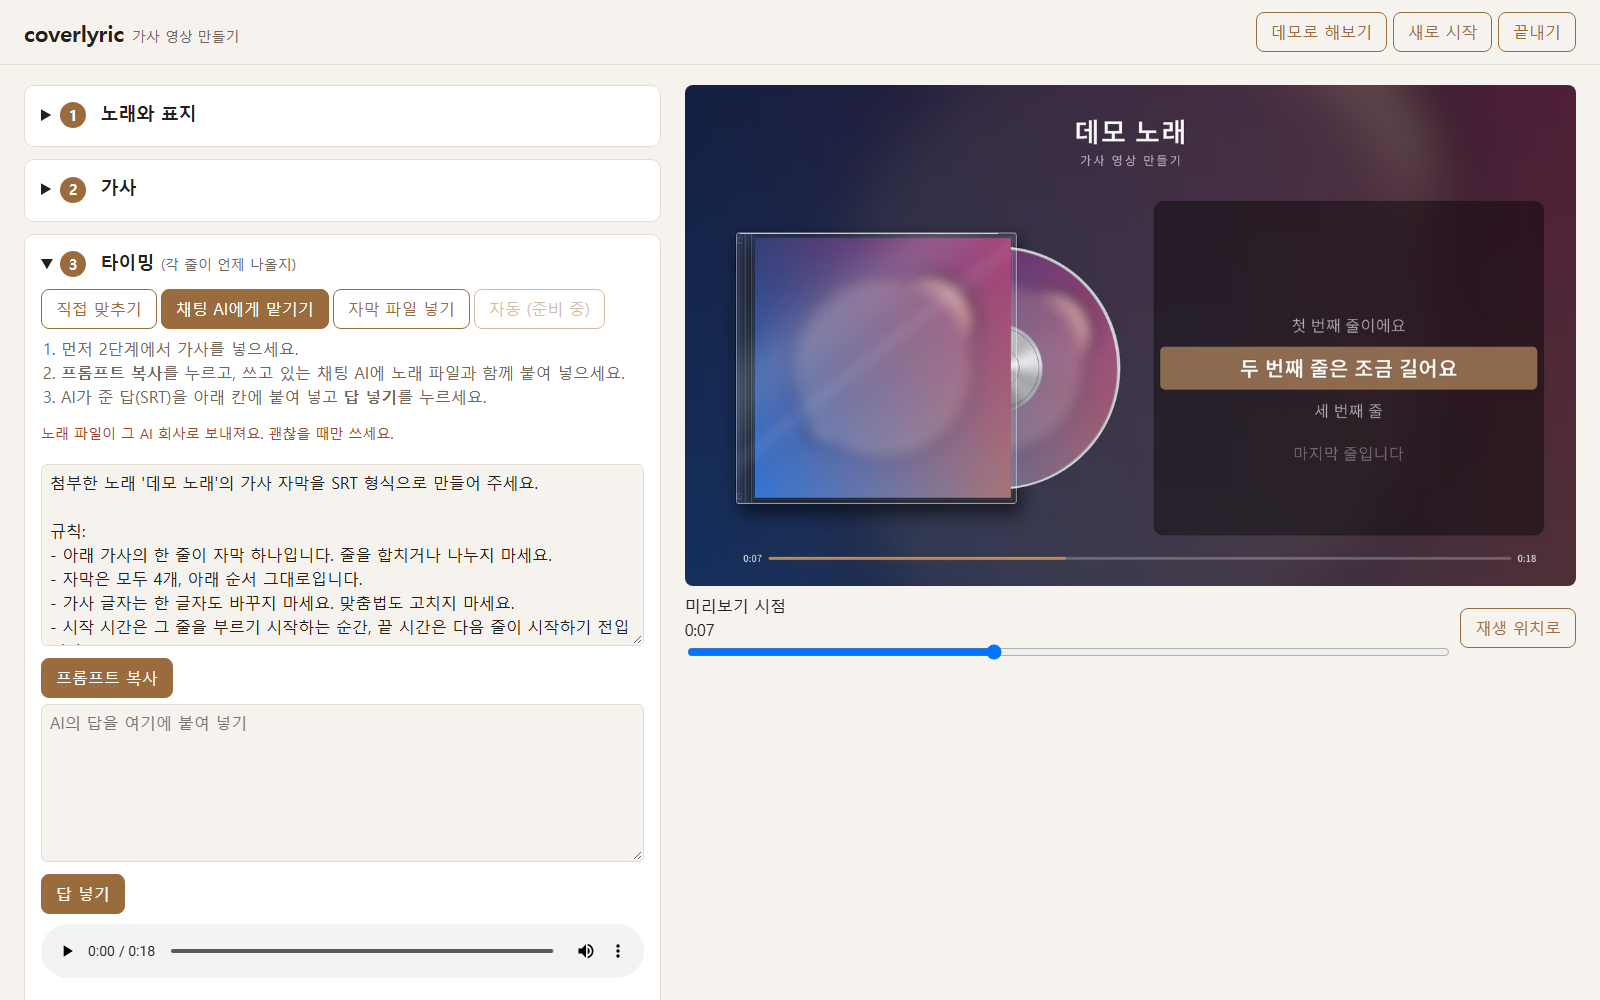 coverlyric 가사 영상 만들기
데모로 해보기
새로 시작
끝내기
1 노래와 표지
2 가사
3 타이밍 (각 줄이 언제 나올지)
직접 맞추기
채팅 AI에게 맡기기
자막 파일 넣기
자동 (준비 중)
1. 먼저 2단계에서 가사를 넣으세요.
2. 프롬프트 복사를 누르고, 쓰고 있는 채팅 AI에 노래 파일과 함께 붙여 넣으세요.
3. AI가 준 답(SRT)을 아래 칸에 붙여 넣고 답 넣기를 누르세요.
노래 파일이 그 AI 회사로 보내져요. 괜찮을 때만 쓰세요.
첨부한 노래 '데모 노래'의 가사 자막을 SRT 형식으로 만들어 주세요.
규칙:
- 아래 가사의 한 줄이 자막 하나입니다. 줄을 합치거나 나누지 마세요.
- 자막은 모두 4개, 아래 순서 그대로입니다.
- 가사 글자는 한 글자도 바꾸지 마세요. 맞춤법도 고치지 마세요.
- 시작 시간은 그 줄을 부르기 시작하는 순간, 끝 시간은 다음 줄이 시작하기 전입
프롬프트 복사
AI의 답을 여기에 붙여 넣기
답 넣기
0:00 / 0:18
데모 노래
가사 영상 만들기
첫 번째 줄이에요
두 번째 줄은 조금 길어요
세 번째 줄
마지막 줄입니다
0:07
0:18
미리보기 시점
0:07
재생 위치로